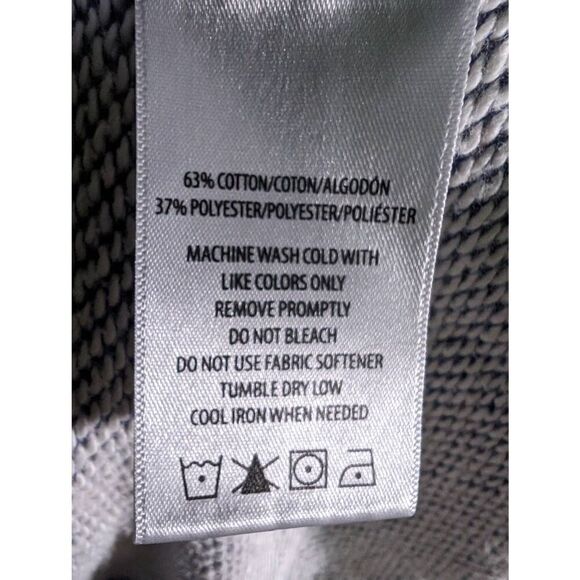 63% COTTON/COTON/ALGODÓN
37% POLYESTER/POLYESTER/POLIÉSTER
MACHINE WASH COLD WITH
LIKE COLORS ONLY
REMOVE PROMPTLY
DO NOT BLEACH
DO NOT USE FABRIC SOFTENER
TUMBLE DRY LOW
COOL IRON WHEN NEEDED